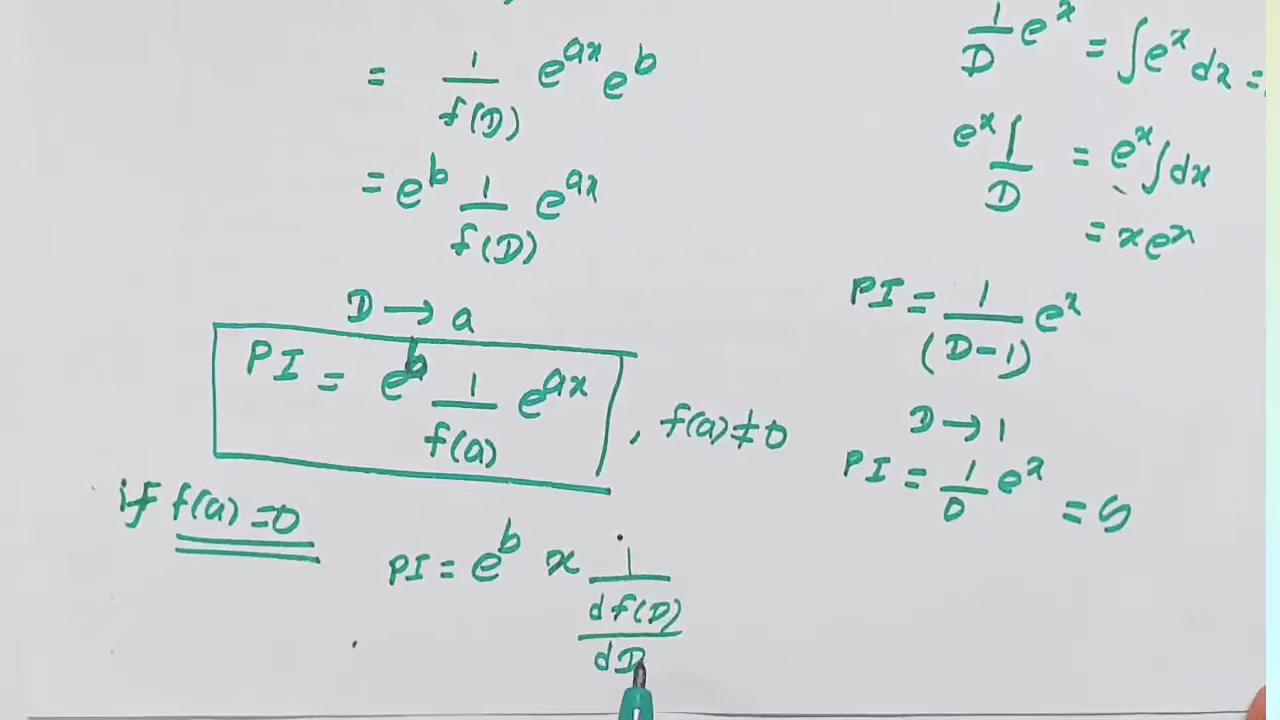 = 1/f(D) e^{ax} e^b
= e^b 1/f(D) e^{ax}
D → a
PI = e^b 1/f(a) e^{ax} , f(a) ≠ 0
if f(a) = 0
PI = e^b x 1/(d f(D)/dD)
1/D e^x = ∫e^x dx =
e^x 1/D = e^x ∫dx
= xe^x
PI = 1/(D-1) e^x
D → 1
PI = 1/0 e^x =